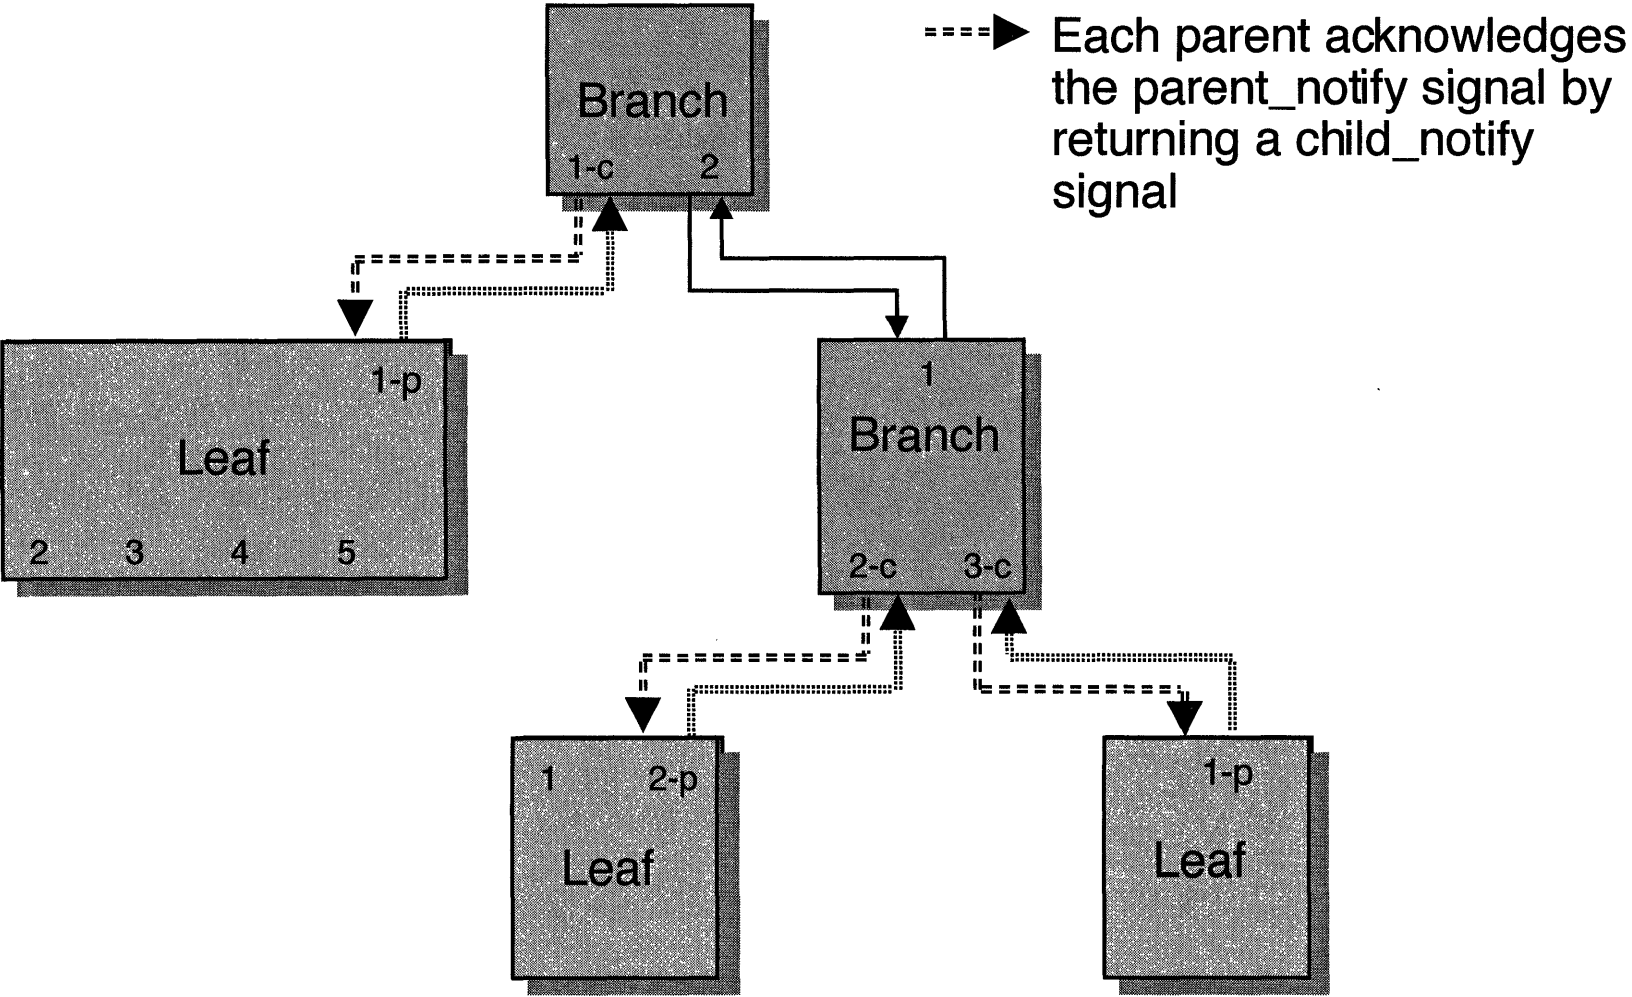 Each parent acknowledges
the parent_notify signal by
returning a child_notify
signal
Branch
1-c 2
1-p
Leaf
2 3 4 5
1
Branch
2-c 3-c
1 2-p
Leaf
1-p
Leaf